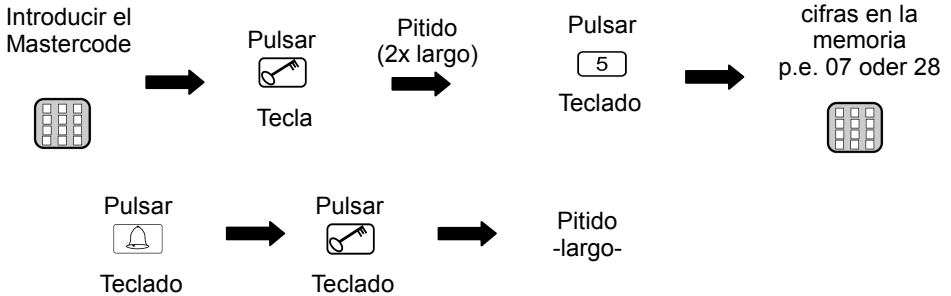 Introducir el
Mastercode
Pulsar
Tecla
Pitido
(2x largo)
Pulsar
5
Teclado
cifras en la
memoria
p.e. 07 oder 28
Pulsar
Teclado
Pulsar
Teclado
Pitido
-largo-